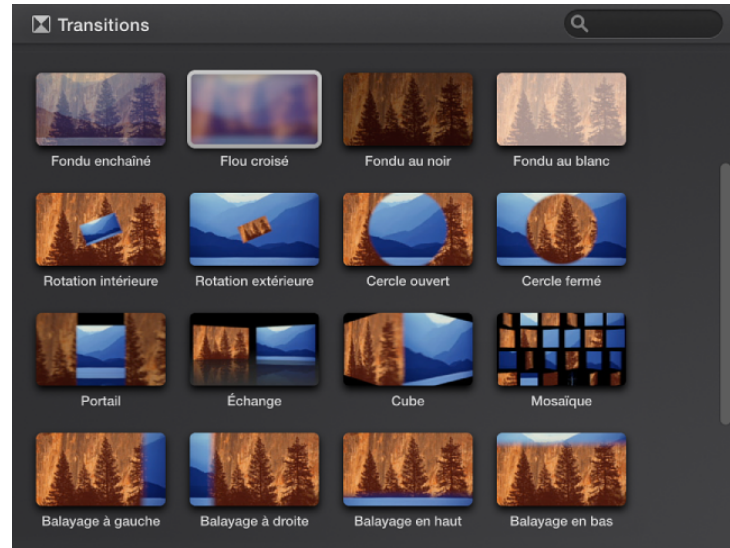 Transitions
Fondu enchaîné
Flou croisé
Fondu au noir
Fondu au blanc
Rotation intérieure
Rotation extérieure
Cercle ouvert
Cercle fermé
Portail
Échange
Cube
Mosaïque
Balayage à gauche
Balayage à droite
Balayage en haut
Balayage en bas